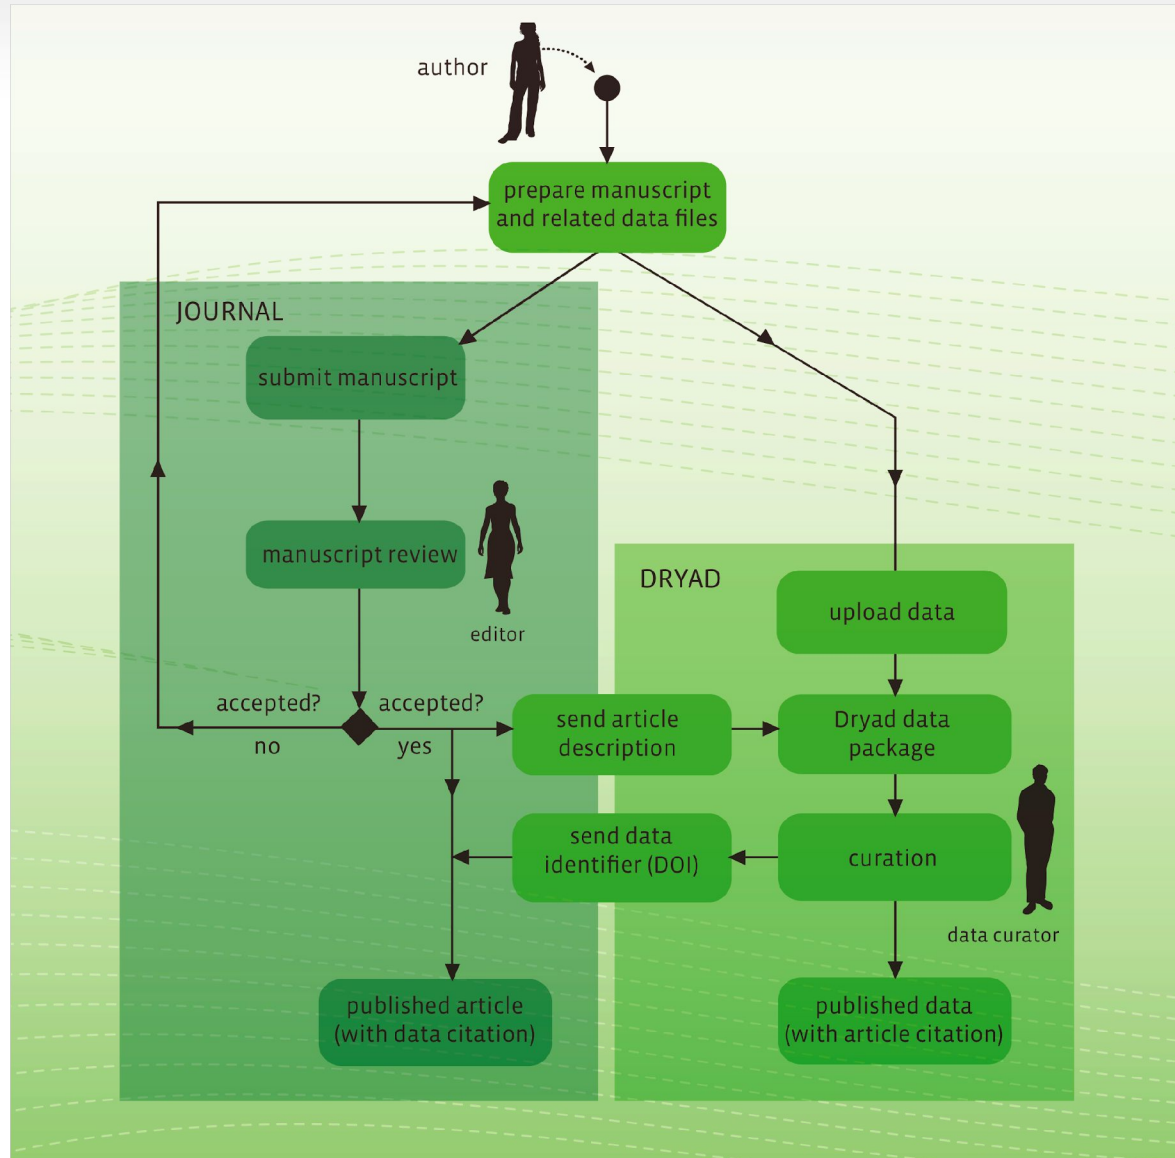 author
prepare manuscript
and related data files
JOURNAL
submit manuscript
manuscript review
editor
DRYAD
upload data
accepted?
no
accepted?
yes
send article
description
Dryad data
package
send data
identifier (DOI)
curation
data curator
published article
(with data citation)
published data
(with article citation)